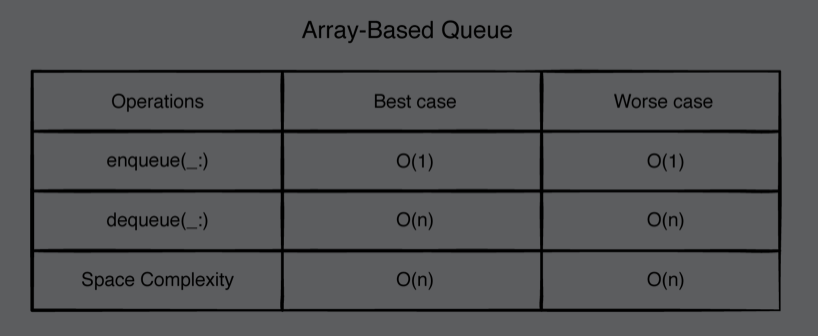 Array-Based Queue
Operations Best case Worse case
enqueue(_:) O(1) O(1)
dequeue(_:) O(n) O(n)
Space Complexity O(n) O(n)